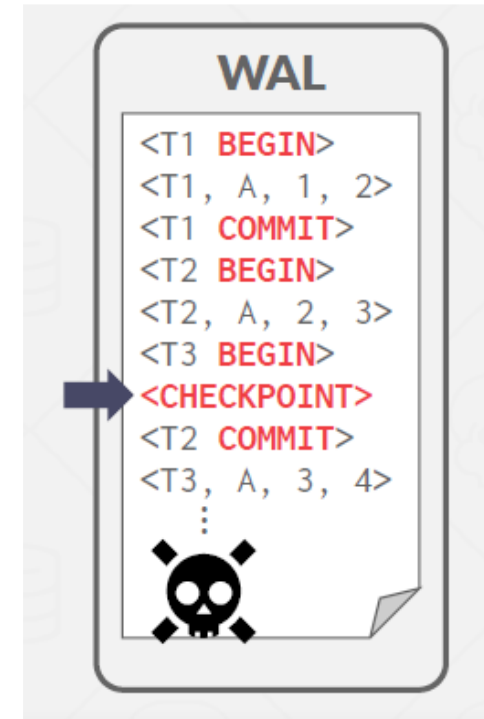 WAL
<T1 BEGIN>
<T1, A, 1, 2>
<T1 COMMIT>
<T2 BEGIN>
<T2, A, 2, 3>
<T3 BEGIN>
<CHECKPOINT>
<T2 COMMIT>
<T3, A, 3, 4>
⋮